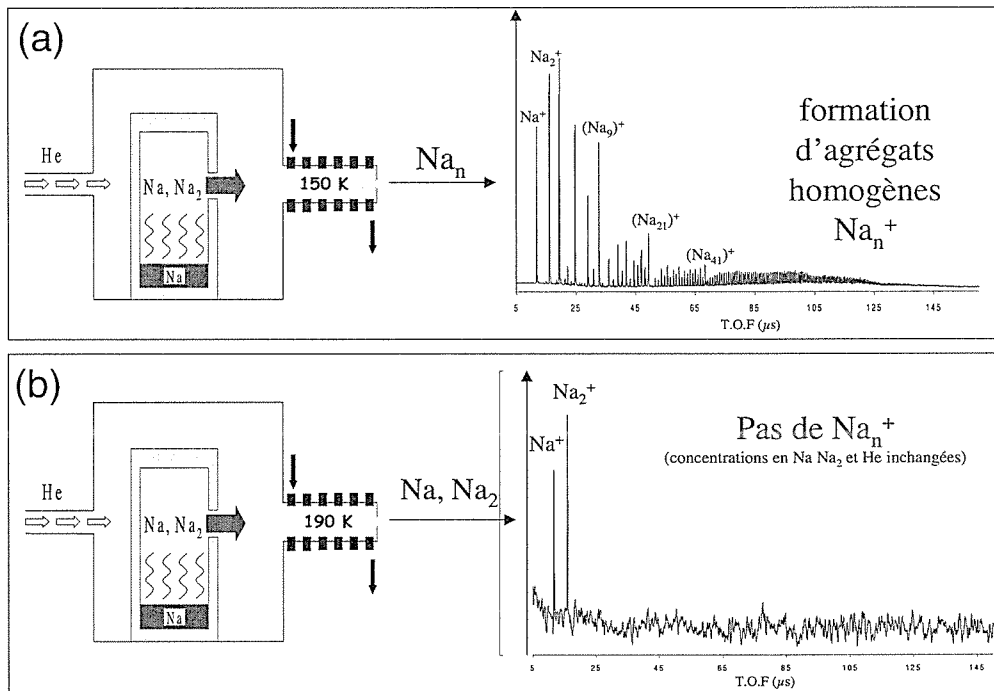 (a)
He
Na, Na₂
Na
150 K
Naₙ
Na⁺
Na₂⁺
(Na₉)⁺
(Na₂₁)⁺
(Na₄₁)⁺
5 25 45 65 85 105 125 145
T.O.F (µs)
formation
d'agrégats
homogènes
Naₙ⁺
(b)
He
Na, Na₂
Na
190 K
Na, Na₂
Na⁺
Na₂⁺
Pas de Naₙ⁺
(concentrations en Na Na₂ et He inchangées)
5 25 45 65 85 105 125 145
T.O.F (µs)